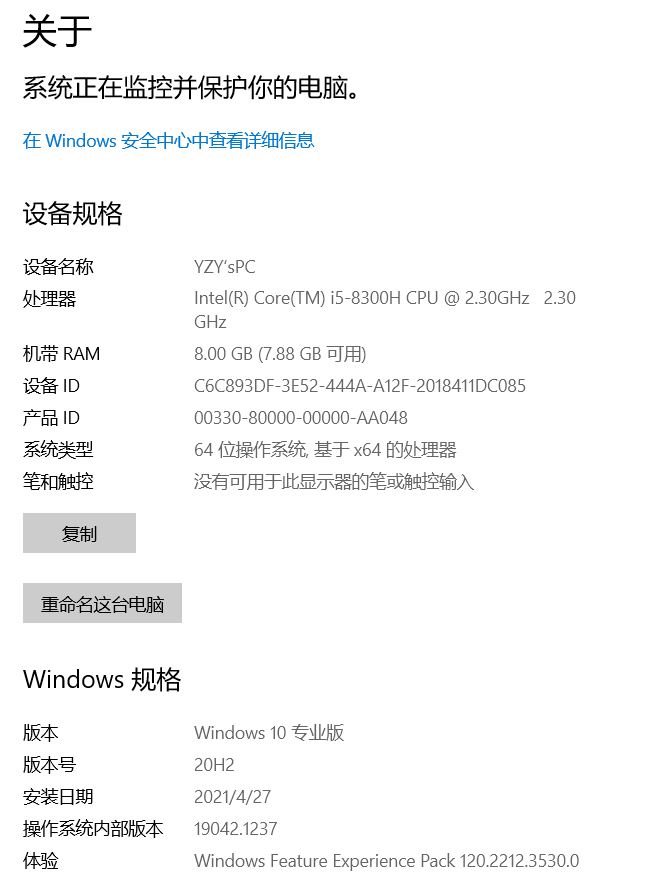 关于
系统正在监控并保护你的电脑。
在 Windows 安全中心中查看详细信息
设备规格
设备名称 YZY'sPC
处理器 Intel(R) Core(TM) i5-8300H CPU @ 2.30GHz 2.30
GHz
机带 RAM 8.00 GB (7.88 GB 可用)
设备 ID C6C893DF-3E52-444A-A12F-2018411DC085
产品 ID 00330-80000-00000-AA048
系统类型 64 位操作系统, 基于 x64 的处理器
笔和触控 没有可用于此显示器的笔或触控输入
复制
重命名这台电脑
Windows 规格
版本 Windows 10 专业版
版本号 20H2
安装日期 2021/4/27
操作系统内部版本 19042.1237
体验 Windows Feature Experience Pack 120.2212.3530.0